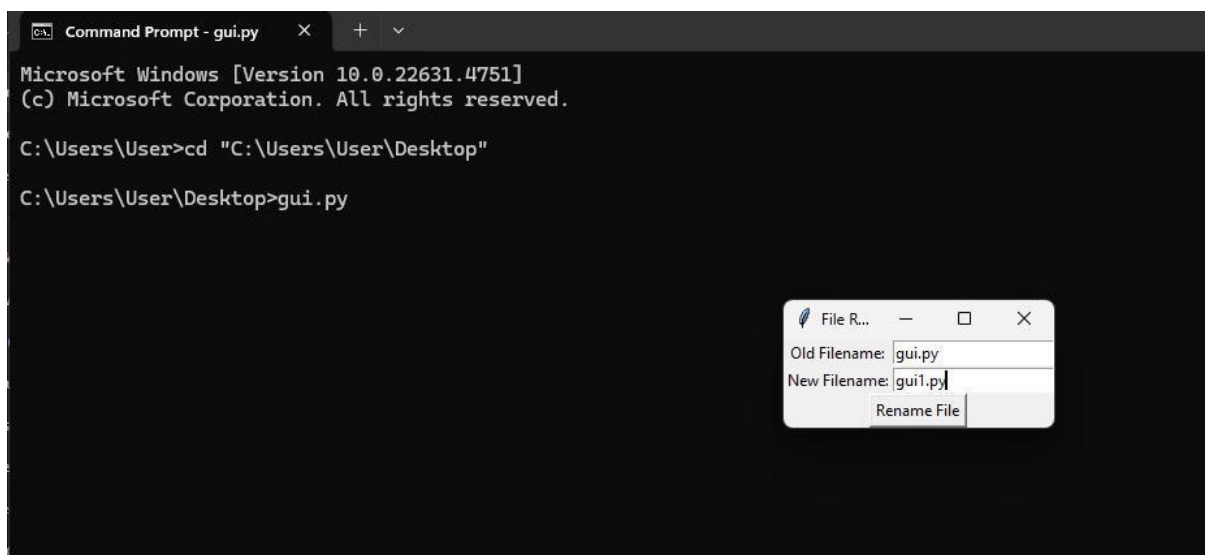 Command Prompt - gui.py
Microsoft Windows [Version 10.0.22631.4751]
(c) Microsoft Corporation. All rights reserved.
C:\Users\User>cd "C:\Users\User\Desktop"
C:\Users\User\Desktop>gui.py
File R...
Old Filename: gui.py
New Filename: gui1.py
Rename File